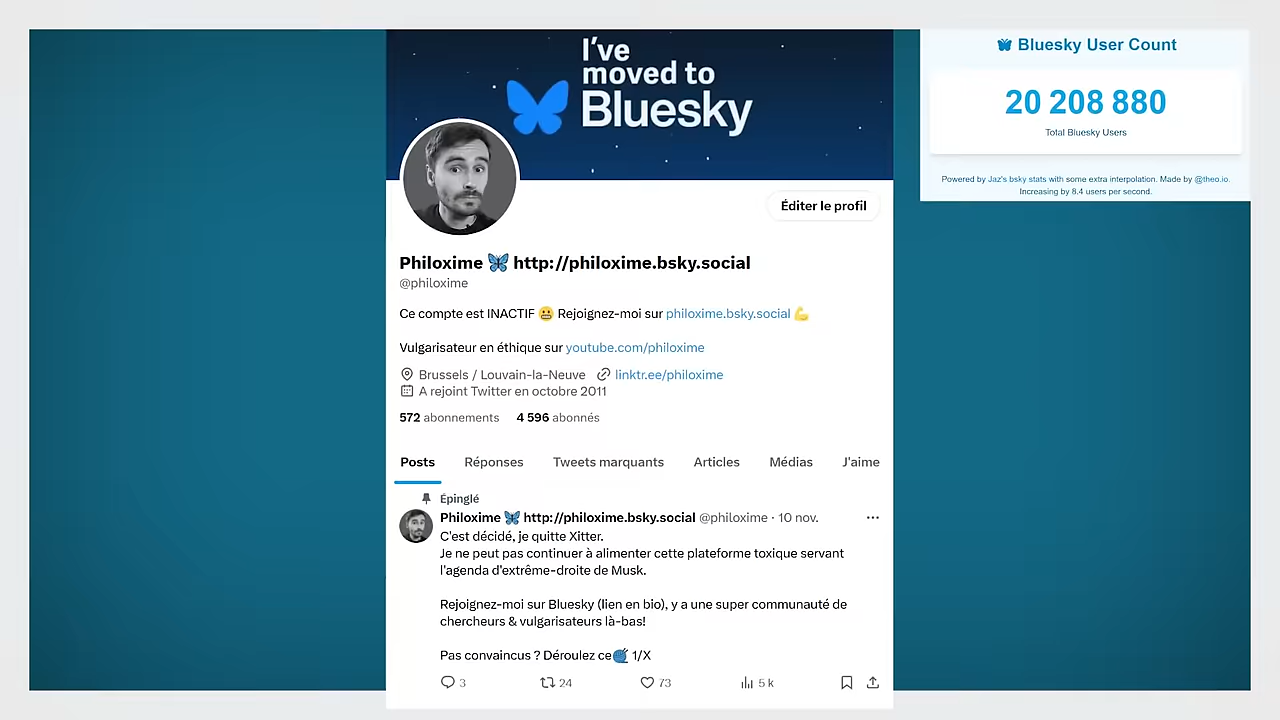 I've
moved to
Bluesky
Éditer le profil
Philoxime 🦋 http://philoxime.bsky.social
@philoxime
Ce compte est INACTIF 😬 Rejoignez-moi sur philoxime.bsky.social 💪
Vulgarisateur en éthique sur youtube.com/philoxime
Brussels / Louvain-la-Neuve linktr.ee/philoxime
A rejoint Twitter en octobre 2011
572 abonnements 4 596 abonnés
Posts Réponses Tweets marquants Articles Médias J'aime
Épinglé
Philoxime 🦋 http://philoxime.bsky.social @philoxime · 10 nov.
C'est décidé, je quitte Xitter.
Je ne peut pas continuer à alimenter cette plateforme toxique servant
l'agenda d'extrême-droite de Musk.
Rejoignez-moi sur Bluesky (lien en bio), y a une super communauté de
chercheurs & vulgarisateurs là-bas!
Pas convaincus ? Déroulez ce🧶 1/X
3 24 73 5 k
Bluesky User Count
20 208 880
Total Bluesky Users
Powered by Jaz's bsky stats with some extra interpolation. Made by @theo.io.
Increasing by 8.4 users per second.